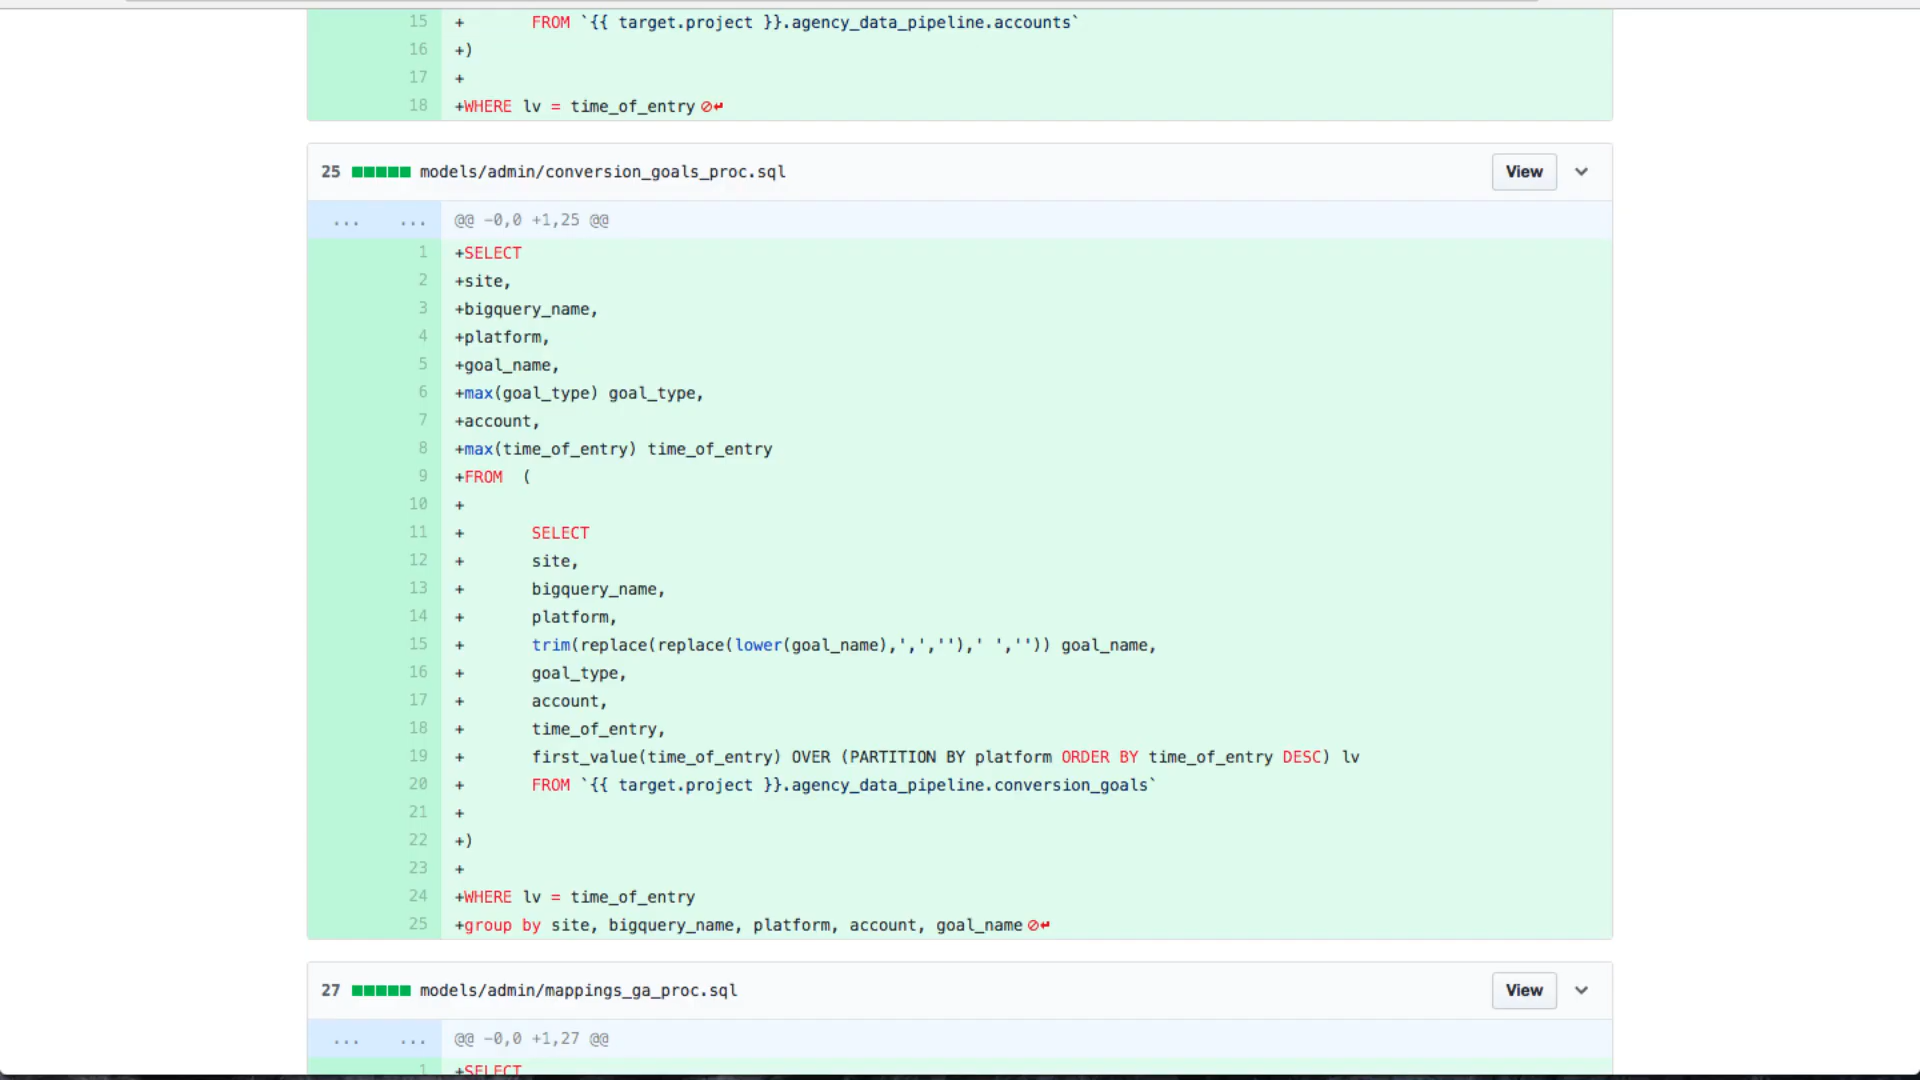 15 + FROM `{{ target.project }}.agency_data_pipeline.accounts`
16 +)
17 +
18 +WHERE lv = time_of_entry
25 models/admin/conversion_goals_proc.sql View
... ... @@ -0,0 +1,25 @@
1 +SELECT
2 +site,
3 +bigquery_name,
4 +platform,
5 +goal_name,
6 +max(goal_type) goal_type,
7 +account,
8 +max(time_of_entry) time_of_entry
9 +FROM  (
10 +
11 + SELECT
12 + site,
13 + bigquery_name,
14 + platform,
15 + trim(replace(replace(lower(goal_name),',',''),' ','')) goal_name,
16 + goal_type,
17 + account,
18 + time_of_entry,
19 + first_value(time_of_entry) OVER (PARTITION BY platform ORDER BY time_of_entry DESC) lv
20 + FROM `{{ target.project }}.agency_data_pipeline.conversion_goals`
21 +
22 +)
23 +
24 +WHERE lv = time_of_entry
25 +group by site, bigquery_name, platform, account, goal_name
27 models/admin/mappings_ga_proc.sql View
... ... @@ -0,0 +1,27 @@
1 +SELECT